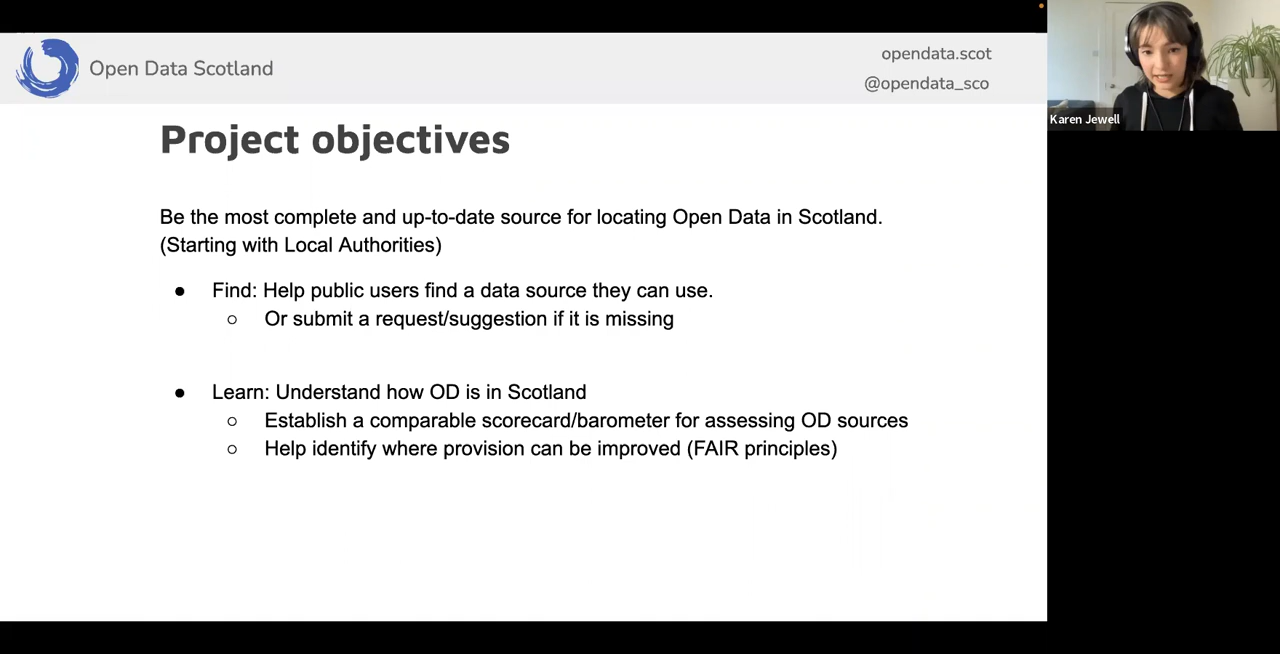 Open Data Scotland
opendata.scot
@opendata_sco
Karen Jewell
Project objectives
Be the most complete and up-to-date source for locating Open Data in Scotland.
(Starting with Local Authorities)
● Find: Help public users find a data source they can use.
○ Or submit a request/suggestion if it is missing
● Learn: Understand how OD is in Scotland
○ Establish a comparable scorecard/barometer for assessing OD sources
○ Help identify where provision can be improved (FAIR principles)